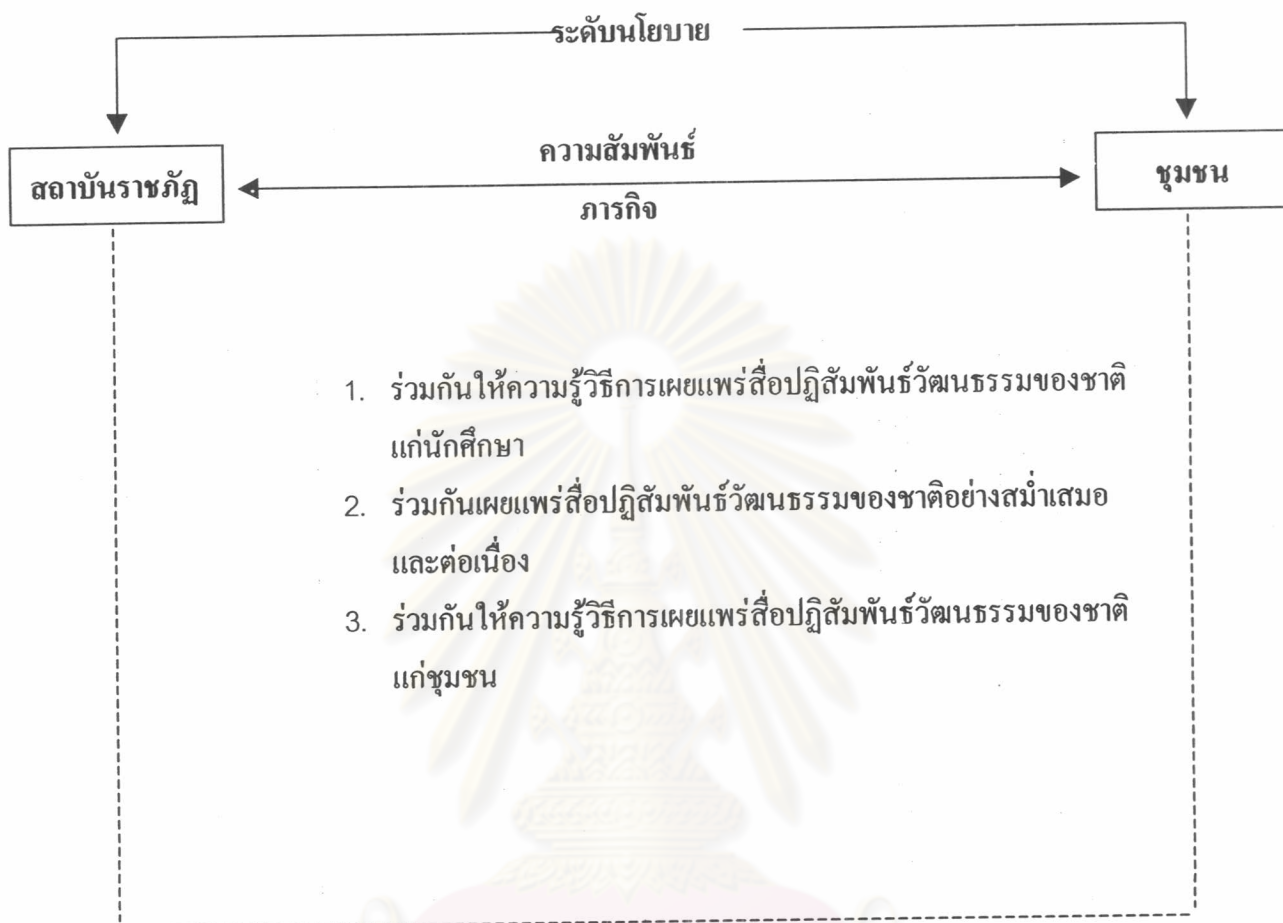 ระดับนโยบาย
ความสัมพันธ์
สถาบันราชภัฏ
ชุมชน
ภารกิจ
1. ร่วมกันให้ความรู้วิธีการเผยแพร่สื่อปฏิสัมพันธ์วัฒนธรรมของชาติ
แก่นักศึกษา
2. ร่วมกันเผยแพร่สื่อปฏิสัมพันธ์วัฒนธรรมของชาติอย่างสม่ำเสมอ
และต่อเนื่อง
3. ร่วมกันให้ความรู้วิธีการเผยแพร่สื่อปฏิสัมพันธ์วัฒนธรรมของชาติ
แก่ชุมชน